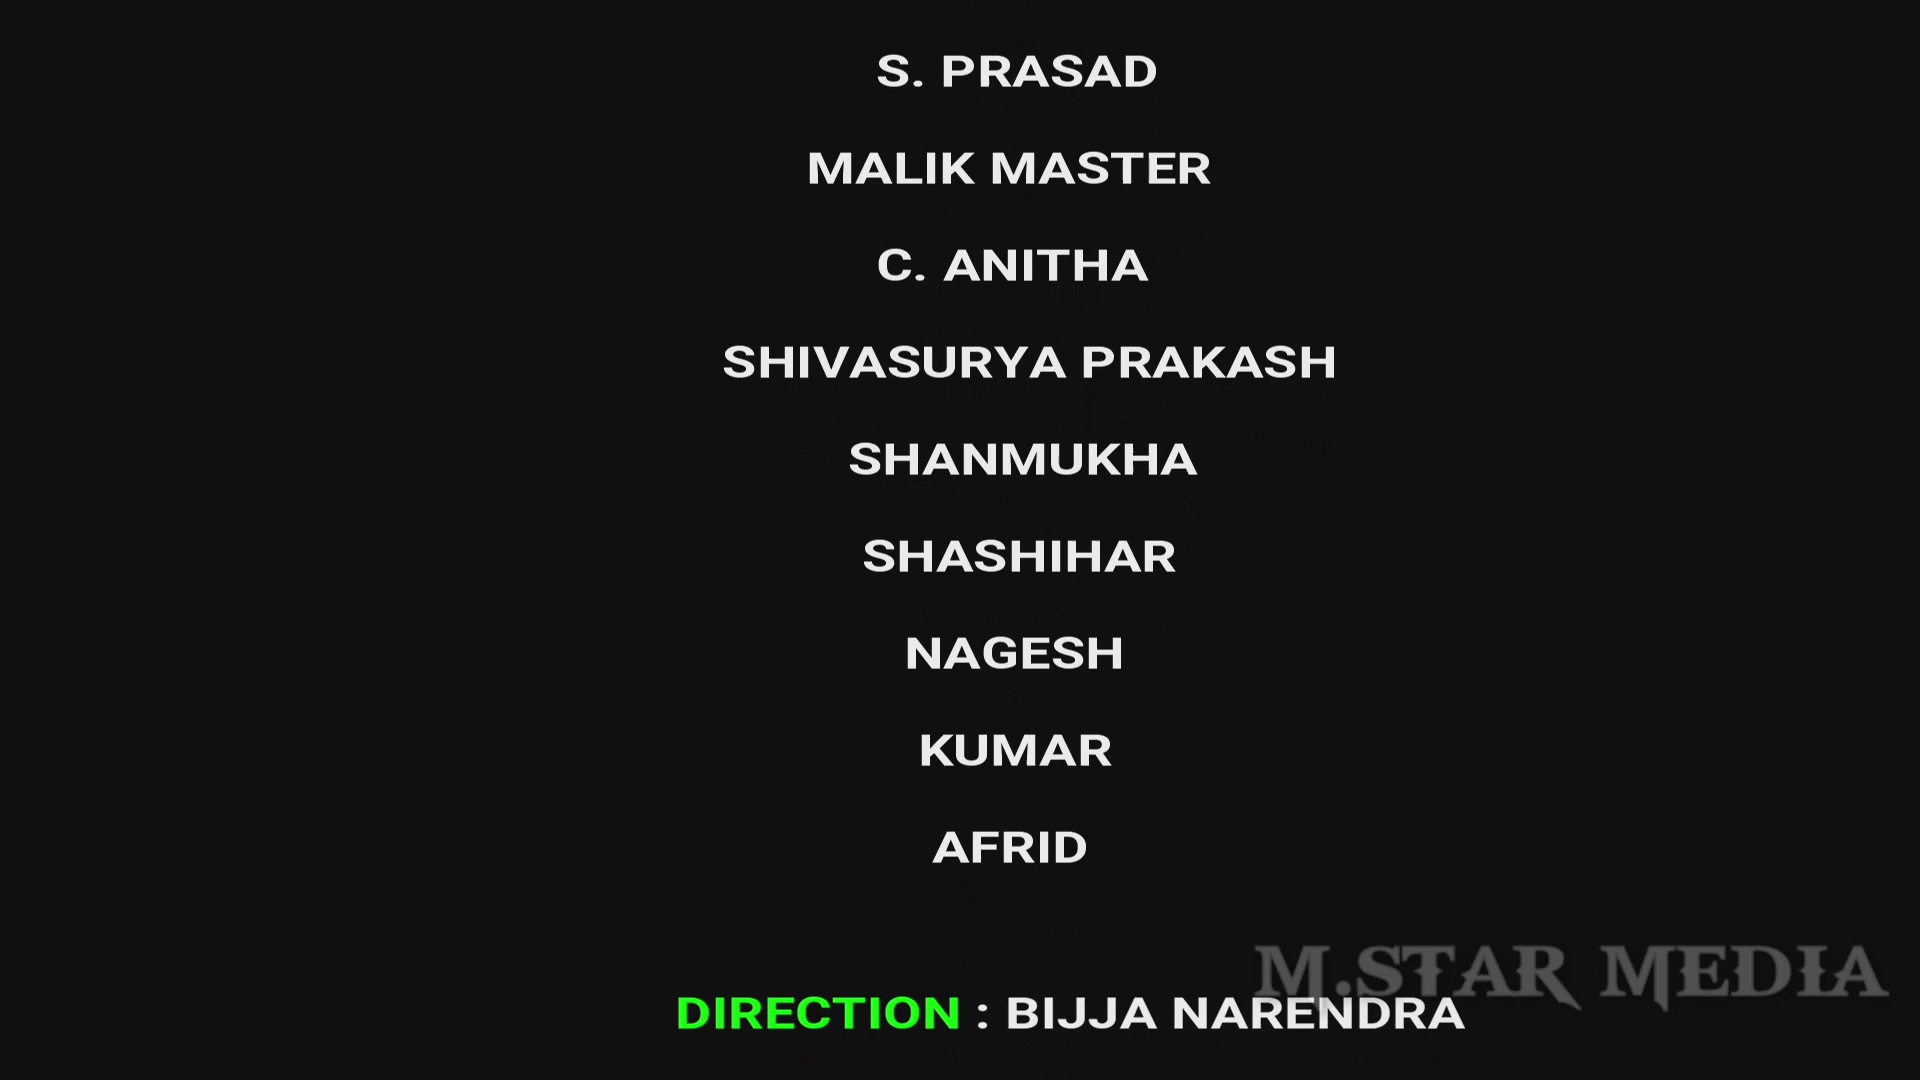 S. PRASAD
MALIK MASTER
C. ANITHA
SHIVASURYA PRAKASH
SHANMUKHA
SHASHIHAR
NAGESH
KUMAR
AFRID
M.STAR MEDIA
DIRECTION : BIJJA NARENDRA